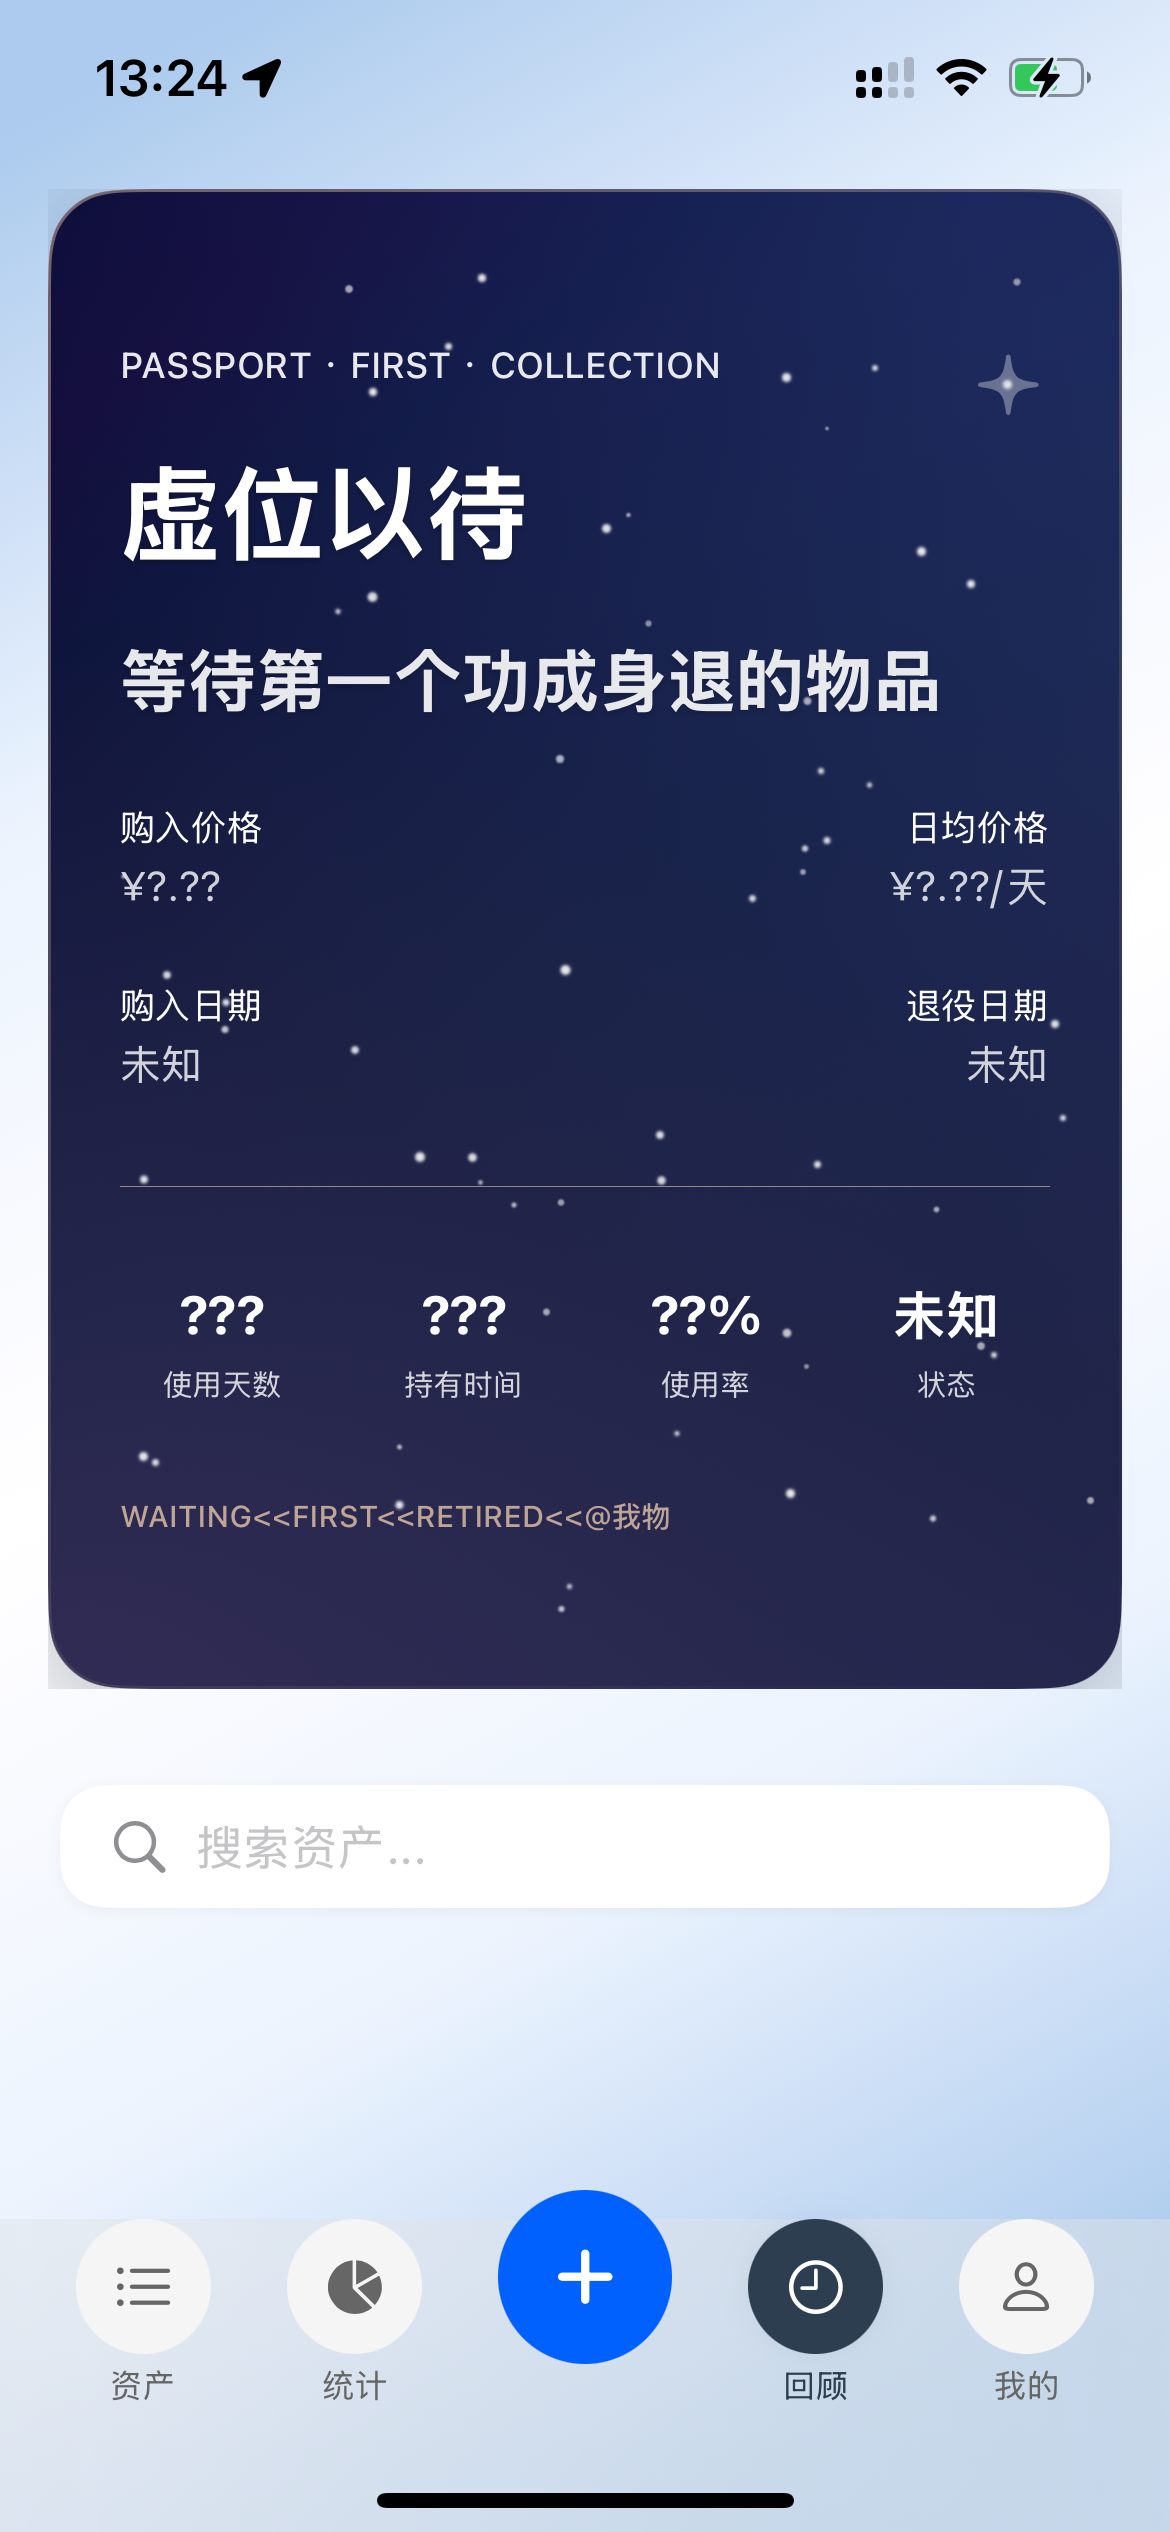 13:24
PASSPORT · FIRST · COLLECTION
虚位以待
等待第一个功成身退的物品
购入价格 日均价格
¥?.?? ¥?.??/天
购入日期 退役日期
未知 未知
??? ??? ??% 未知
使用天数 持有时间 使用率 状态
WAITING<<FIRST<<RETIRED<<@我物
搜索资产...
资产 统计 回顾 我的